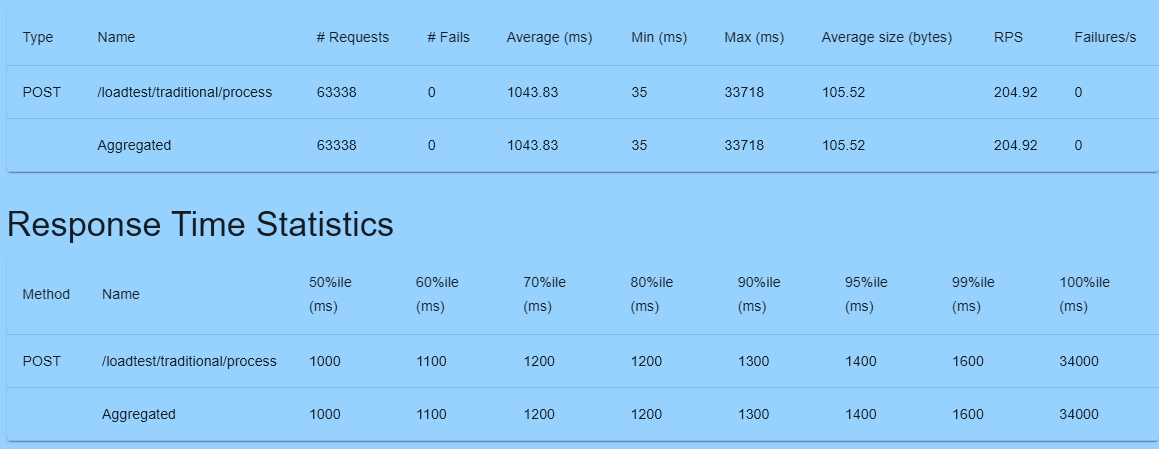 Type Name # Requests # Fails Average (ms) Min (ms) Max (ms) Average size (bytes) RPS Failures/s
POST /loadtest/traditional/process 63338 0 1043.83 35 33718 105.52 204.92 0
Aggregated 63338 0 1043.83 35 33718 105.52 204.92 0
Response Time Statistics
Method Name 50%ile (ms) 60%ile (ms) 70%ile (ms) 80%ile (ms) 90%ile (ms) 95%ile (ms) 99%ile (ms) 100%ile (ms)
POST /loadtest/traditional/process 1000 1100 1200 1200 1300 1400 1600 34000
Aggregated 1000 1100 1200 1200 1300 1400 1600 34000